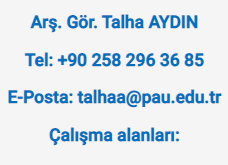 Arş. Gör. Talha AYDIN
Tel: +90 258 296 36 85
E-Posta: talhaa@pau.edu.tr
Çalışma alanları: